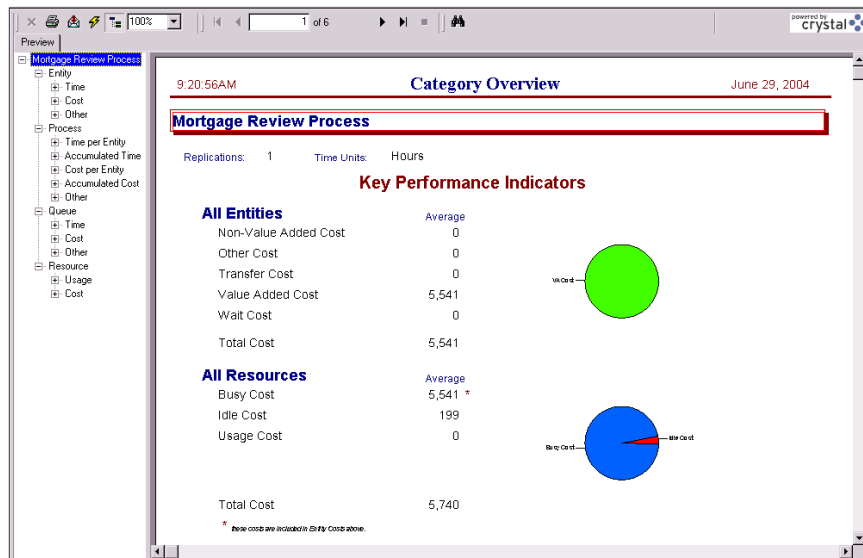 100%
1 of 6
powered by
crystal
Preview
Mortgage Review Process
Entity
Time
Cost
Other
Process
Time per Entity
Accumulated Time
Cost per Entity
Accumulated Cost
Other
Queue
Time
Cost
Other
Resource
Usage
Cost
9:20:56AM Category Overview June 29, 2004
Mortgage Review Process
Replications: 1 Time Units: Hours
Key Performance Indicators
All Entities Average
Non-Value Added Cost 0
Other Cost 0
Transfer Cost 0
Value Added Cost 5,541
Wait Cost 0
Total Cost 5,541
VA Cost
All Resources Average
Busy Cost 5,541 *
Idle Cost 199
Usage Cost 0
Busy Cost
Idle Cost
Total Cost 5,740
* these costs are included in Entity Costs above.